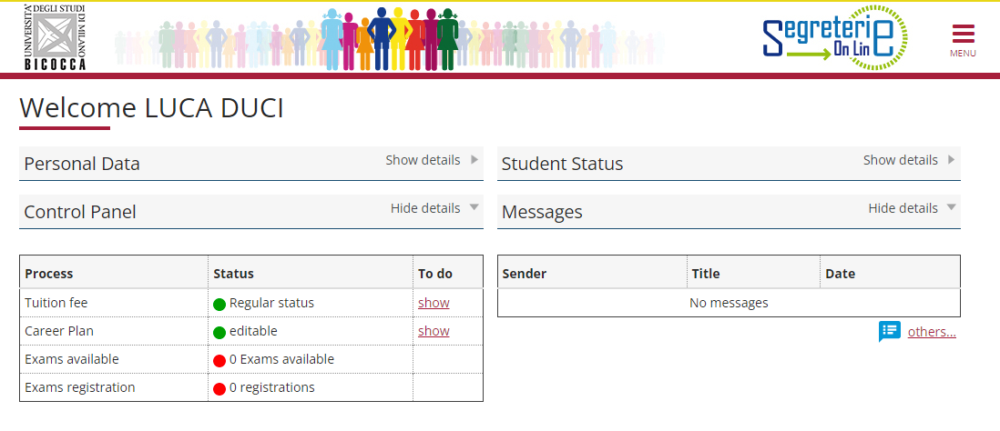 UNIVERSITA' DEGLI STUDI DI MILANO
BICOCCA
Segreterie
On Line
MENU
Welcome LUCA DUCI
Personal Data Show details
Student Status Show details
Control Panel Hide details
Messages Hide details
Process Status To do
Tuition fee Regular status show
Career Plan editable show
Exams available 0 Exams available
Exams registration 0 registrations
Sender Title Date
No messages
others...